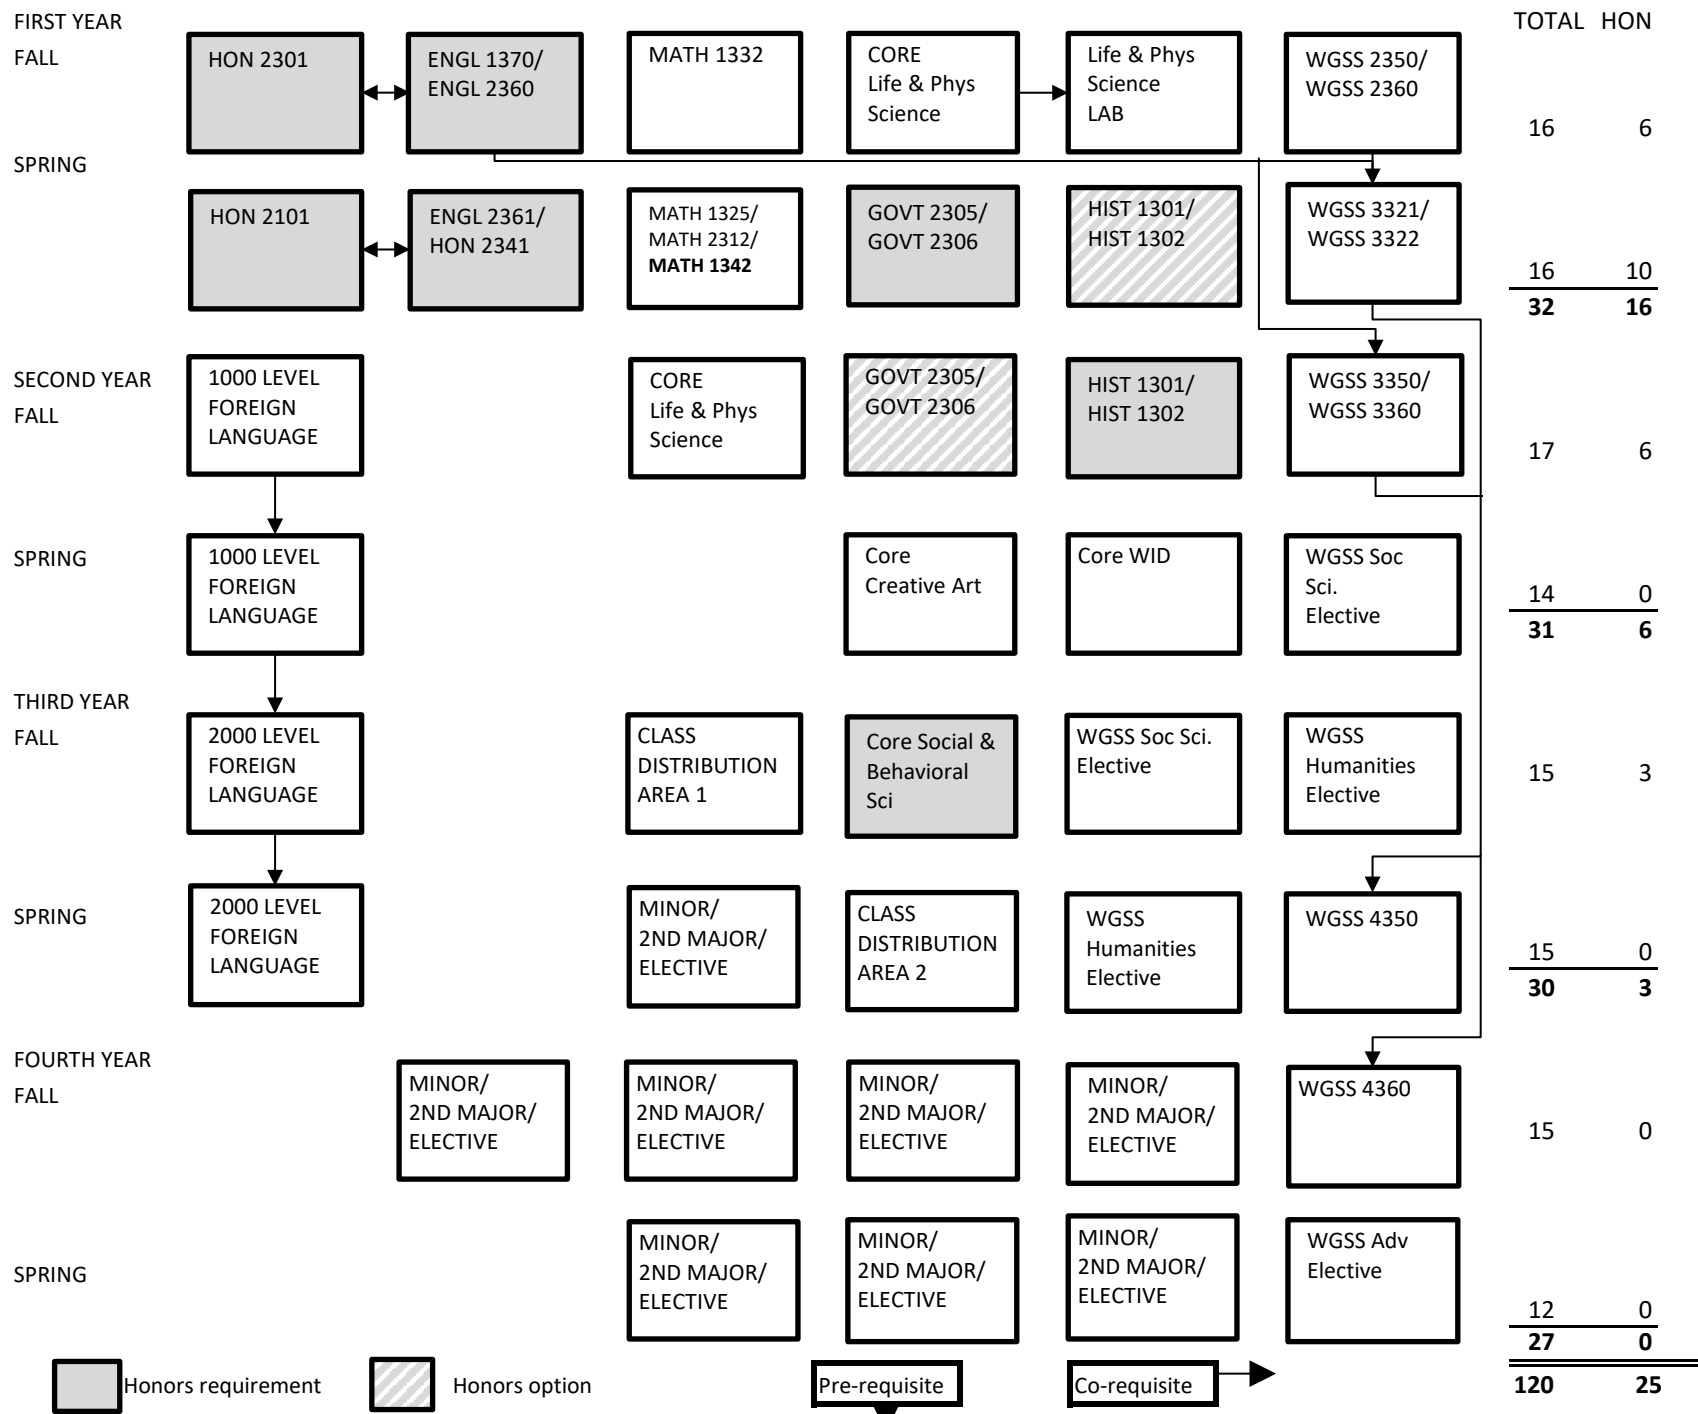 FIRST YEAR
TOTAL HON
FALL
HON 2301
ENGL 1370/
ENGL 2360
MATH 1332
CORE
Life & Phys
Science
Life & Phys
Science
LAB
WGSS 2350/
WGSS 2360
16 6
SPRING
HON 2101
ENGL 2361/
HON 2341
MATH 1325/
MATH 2312/
MATH 1342
GOVT 2305/
GOVT 2306
HIST 1301/
HIST 1302
WGSS 3321/
WGSS 3322
16 10
32 16
SECOND YEAR
FALL
1000 LEVEL
FOREIGN
LANGUAGE
CORE
Life & Phys
Science
GOVT 2305/
GOVT 2306
HIST 1301/
HIST 1302
WGSS 3350/
WGSS 3360
17 6
SPRING
1000 LEVEL
FOREIGN
LANGUAGE
Core
Creative Art
Core WID
WGSS Soc
Sci.
Elective
14 0
31 6
THIRD YEAR
FALL
2000 LEVEL
FOREIGN
LANGUAGE
CLASS
DISTRIBUTION
AREA 1
Core Social &
Behavioral
Sci
WGSS Soc Sci.
Elective
WGSS
Humanities
Elective
15 3
SPRING
2000 LEVEL
FOREIGN
LANGUAGE
MINOR/
2ND MAJOR/
ELECTIVE
CLASS
DISTRIBUTION
AREA 2
WGSS
Humanities
Elective
WGSS 4350
15 0
30 3
FOURTH YEAR
FALL
MINOR/
2ND MAJOR/
ELECTIVE
MINOR/
2ND MAJOR/
ELECTIVE
MINOR/
2ND MAJOR/
ELECTIVE
MINOR/
2ND MAJOR/
ELECTIVE
WGSS 4360
15 0
SPRING
MINOR/
2ND MAJOR/
ELECTIVE
MINOR/
2ND MAJOR/
ELECTIVE
MINOR/
2ND MAJOR/
ELECTIVE
WGSS Adv
Elective
12 0
27 0
Honors requirement
Honors option
Pre-requisite
Co-requisite
120 25